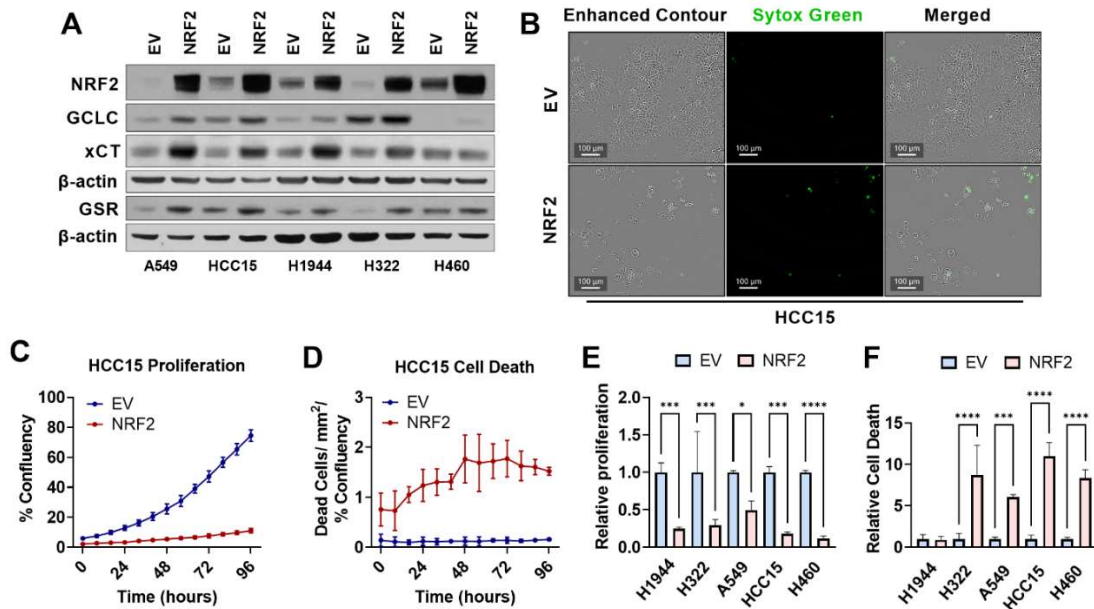 A
EV NRF2 EV NRF2 EV NRF2 EV NRF2 EV NRF2
NRF2
GCLC
xCT
β-actin
GSR
β-actin
A549 HCC15 H1944 H322 H460
B
Enhanced Contour Sytox Green Merged
EV
100 µm 100 µm 100 µm
NRF2
100 µm 100 µm 100 µm
HCC15
C
HCC15 Proliferation
EV
NRF2
% Confluency
100
80
60
40
20
0
0 24 48 72 96
Time (hours)
D
HCC15 Cell Death
EV
NRF2
Dead Cells/ mm²/
% Confluency
4
3
2
1
0
0 24 48 72 96
Time (hours)
E
EV NRF2
Relative proliferation
2.0
1.5
1.0
0.5
0.0
*** *** * *** ****
H1944 H322 A549 HCC15 H460
F
EV NRF2
Relative Cell Death
15
10
5
0
**** *** **** ****
H1944 H322 A549 HCC15 H460